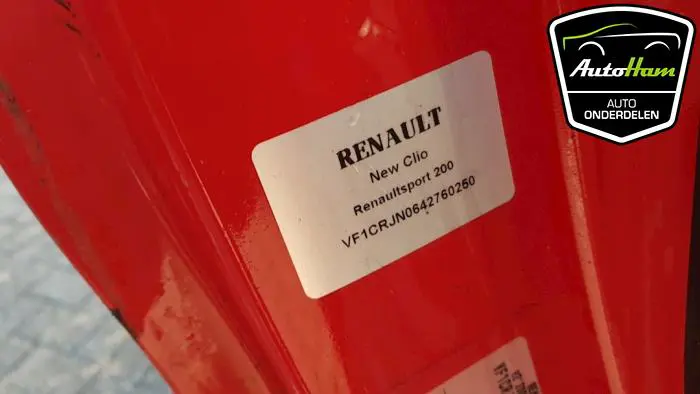 RENAULT
New Clio
Renaultsport 200
VF1CRJN0642760250
AutoHam
AUTO
ONDERDELEN